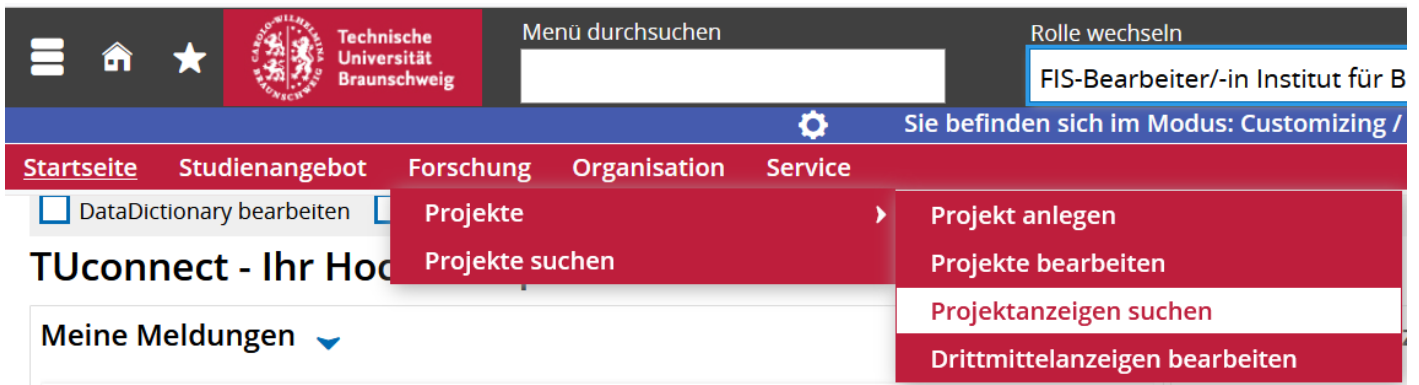 Technische
Universität
Braunschweig
Menü durchsuchen
Rolle wechseln
FIS-Bearbeiter/-in Institut für B
Sie befinden sich im Modus: Customizing /
Startseite Studienangebot Forschung Organisation Service
DataDictionary bearbeiten
Projekte
Projekt anlegen
TUconnect - Ihr Hoc
Projekte suchen
Projekte bearbeiten
Projektanzeigen suchen
Meine Meldungen
Drittmittelanzeigen bearbeiten